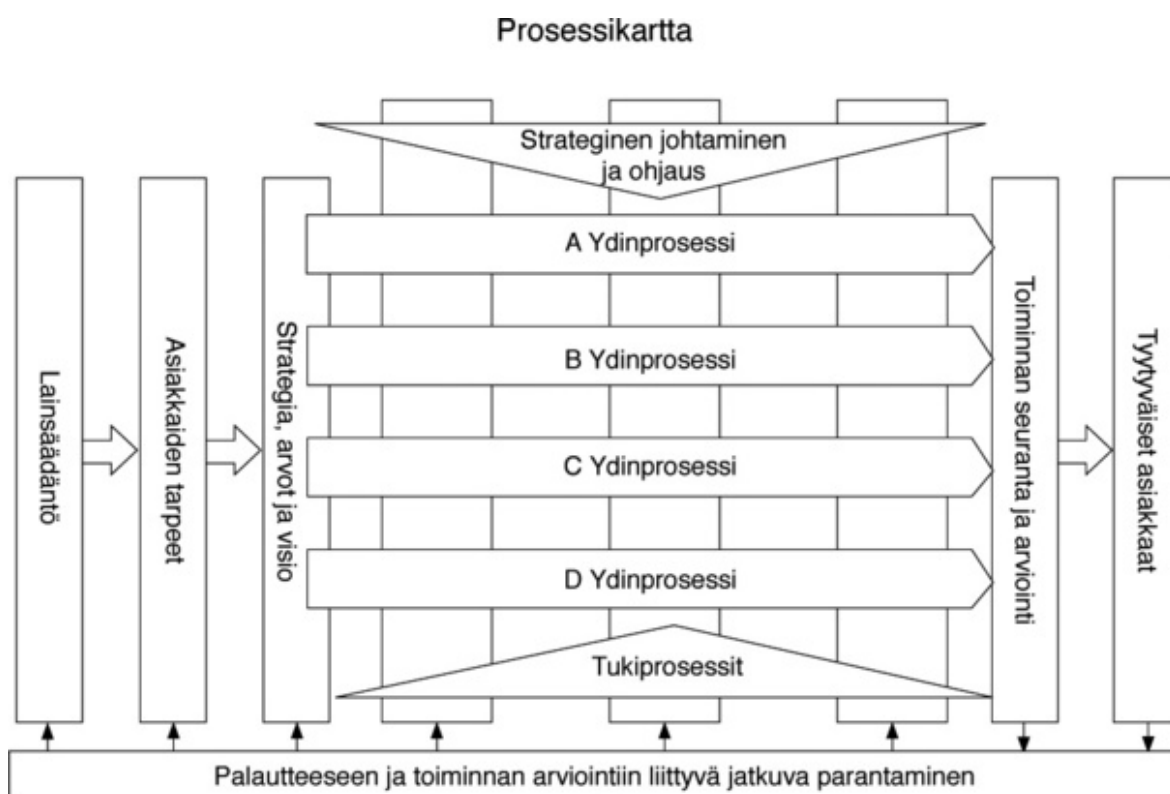 Prosessikartta
Strateginen johtaminen
ja ohjaus
Lainsäädäntö
Asiakkaiden tarpeet
Strategia, arvot ja visio
A Ydinprosessi
B Ydinprosessi
C Ydinprosessi
D Ydinprosessi
Tukiprosessit
Toiminnan seuranta ja arviointi
Tyytyväiset asiakkaat
Palautteeseen ja toiminnan arviointiin liittyvä jatkuva parantaminen